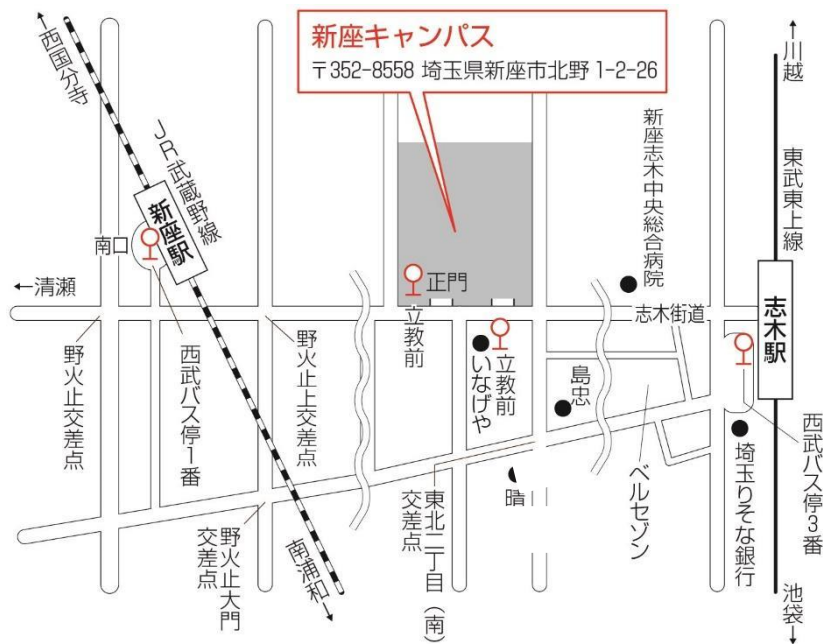 新座キャンパス
〒352-8558 埼玉県新座市北野1-2-26
←西国分寺
JR武蔵野線
新座駅
南口
←清瀬
野火止交差点
西武バス停1番
野火止上交差点
野火止大門
交差点
南浦和→
正門
立教前
いなげや
立教前
東北二丁目(南)
交差点
島忠
ベルセゾン
新座志木中央総合病院
志木街道
←川越
東武東上線
志木駅
西武バス停3番
埼玉りそな銀行
池袋→